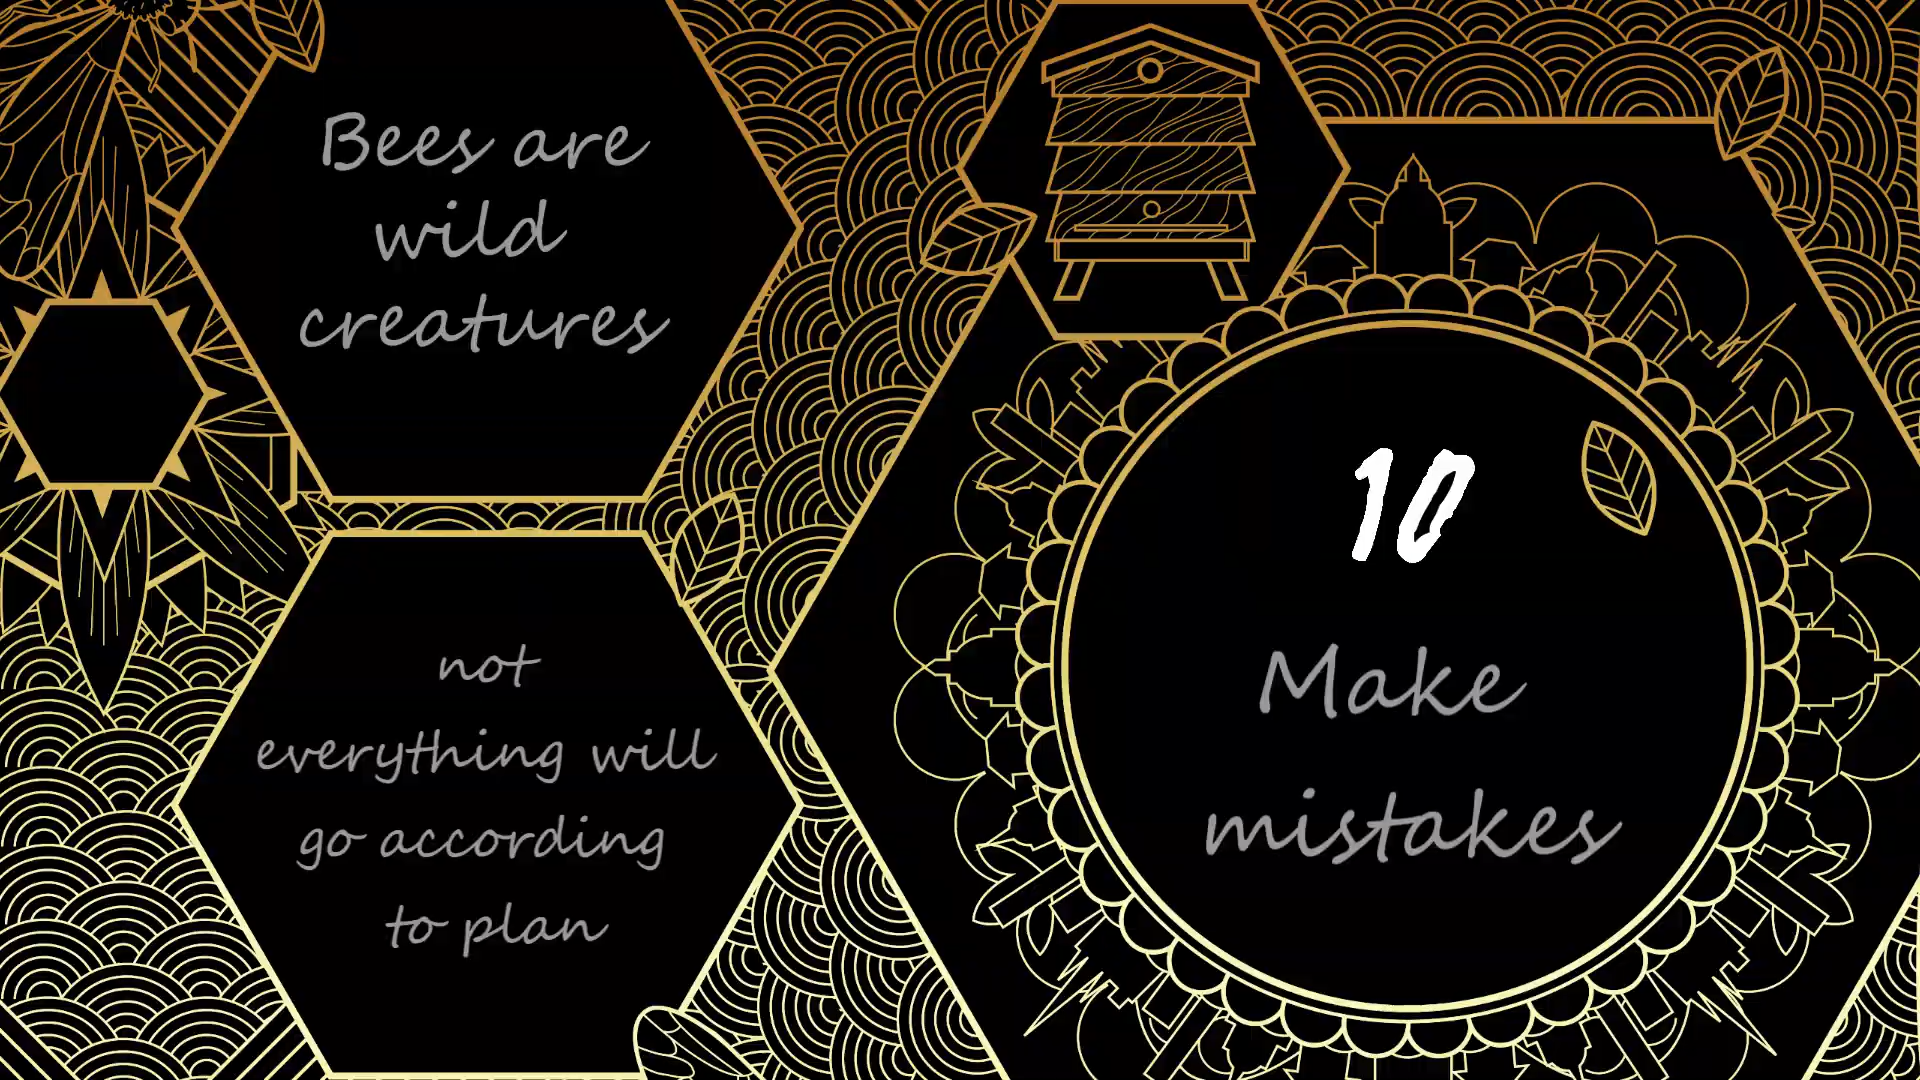 Bees are
wild
creatures
not
everything will
go according
to plan
10
Make
mistakes